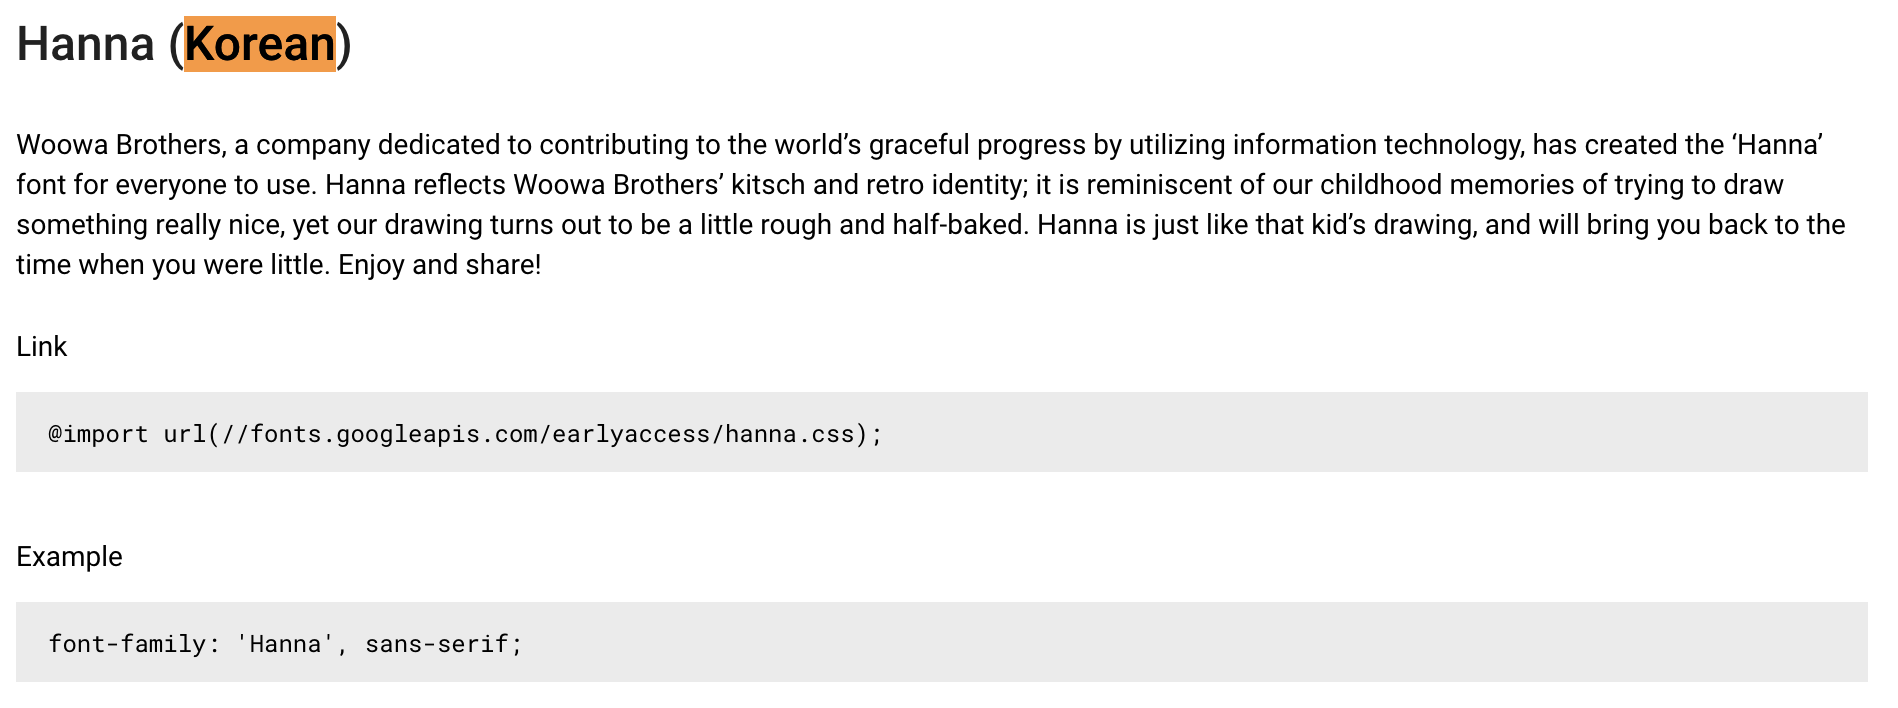 Hanna (Korean)
Woowa Brothers, a company dedicated to contributing to the world’s graceful progress by utilizing information technology, has created the ‘Hanna’
font for everyone to use. Hanna reflects Woowa Brothers’ kitsch and retro identity; it is reminiscent of our childhood memories of trying to draw
something really nice, yet our drawing turns out to be a little rough and half-baked. Hanna is just like that kid’s drawing, and will bring you back to the
time when you were little. Enjoy and share!
Link
@import url(//fonts.googleapis.com/earlyaccess/hanna.css);
Example
font-family: 'Hanna', sans-serif;